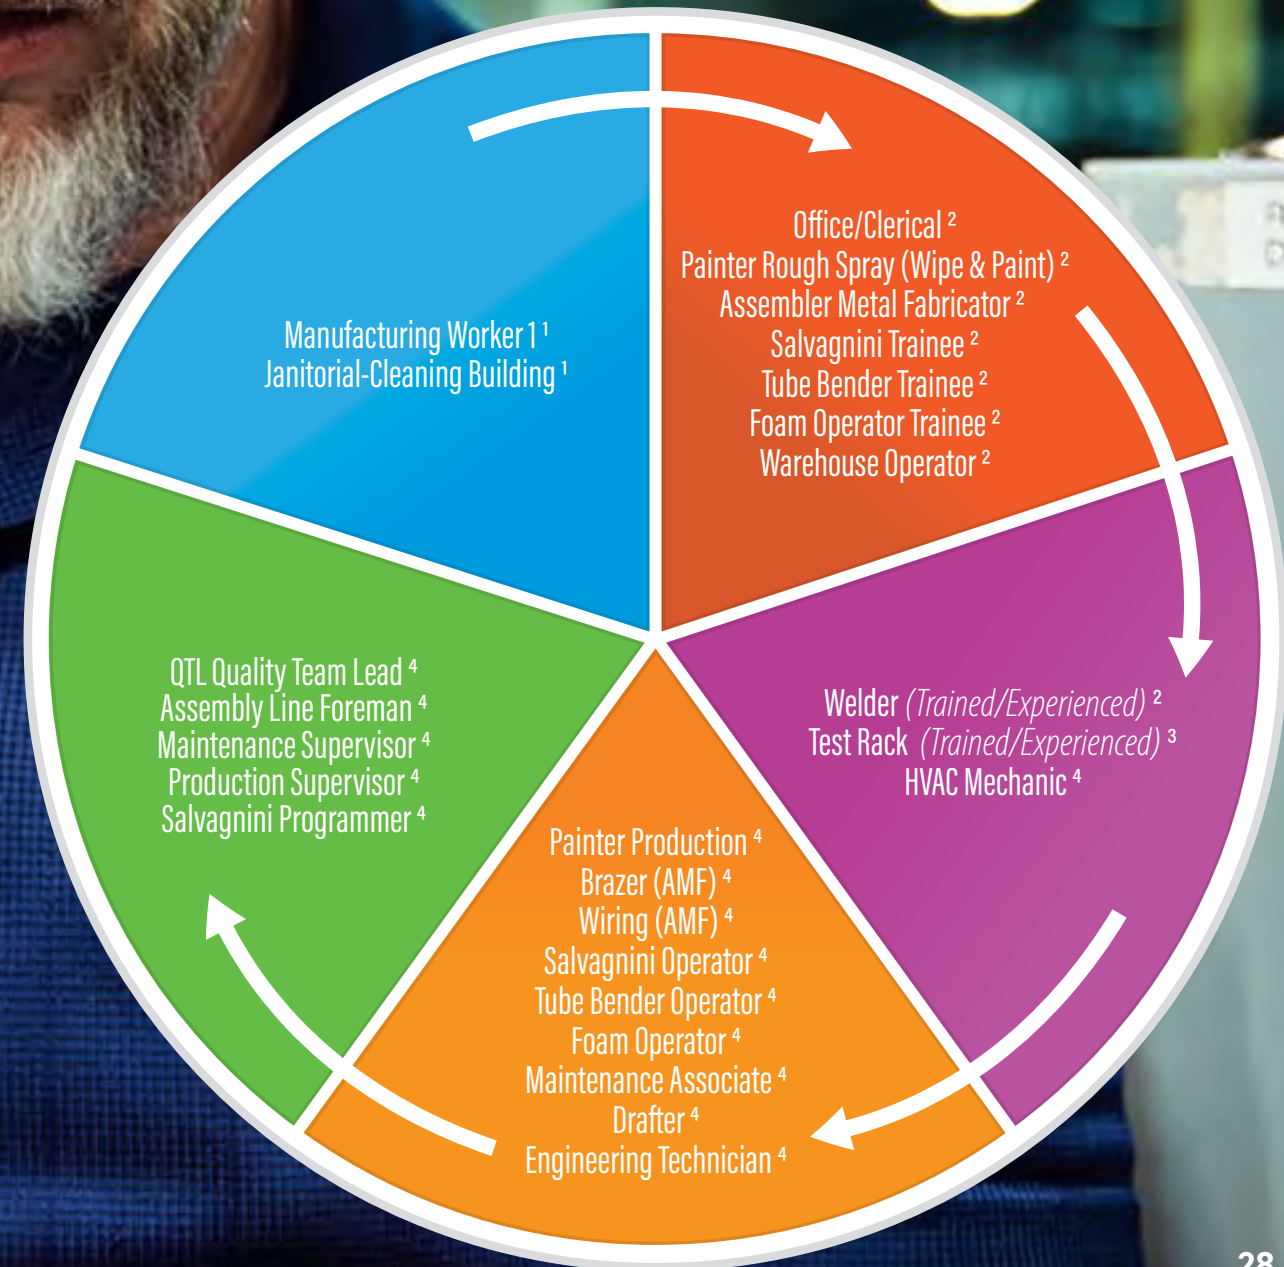 Manufacturing Worker 1 ¹
Janitorial-Cleaning Building ¹
Office/Clerical ²
Painter Rough Spray (Wipe & Paint) ²
Assembler Metal Fabricator ²
Salvagnini Trainee ²
Tube Bender Trainee ²
Foam Operator Trainee ²
Warehouse Operator ²
Welder (Trained/Experienced) ²
Test Rack (Trained/Experienced) ³
HVAC Mechanic ⁴
Painter Production ⁴
Brazer (AMF) ⁴
Wiring (AMF) ⁴
Salvagnini Operator ⁴
Tube Bender Operator ⁴
Foam Operator ⁴
Maintenance Associate ⁴
Drafter ⁴
Engineering Technician ⁴
QTL Quality Team Lead ⁴
Assembly Line Foreman ⁴
Maintenance Supervisor ⁴
Production Supervisor ⁴
Salvagnini Programmer ⁴
28